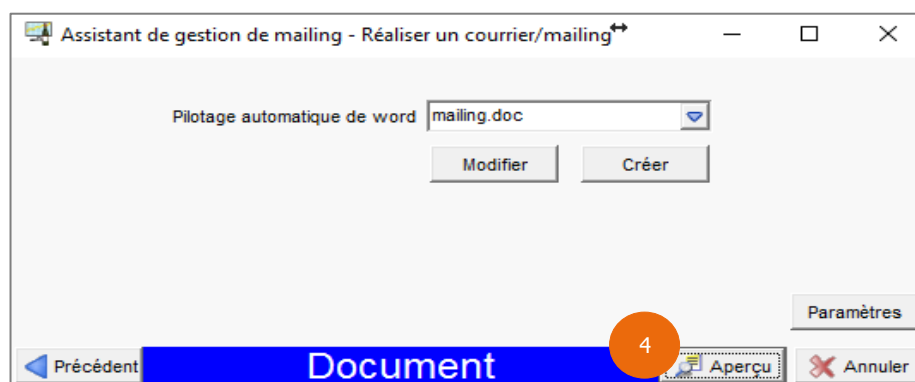 Assistant de gestion de mailing - Réaliser un courrier/mailing
Pilotage automatique de word mailing.doc
Modifier Créer
Paramètres
4
Précédent Document Aperçu Annuler